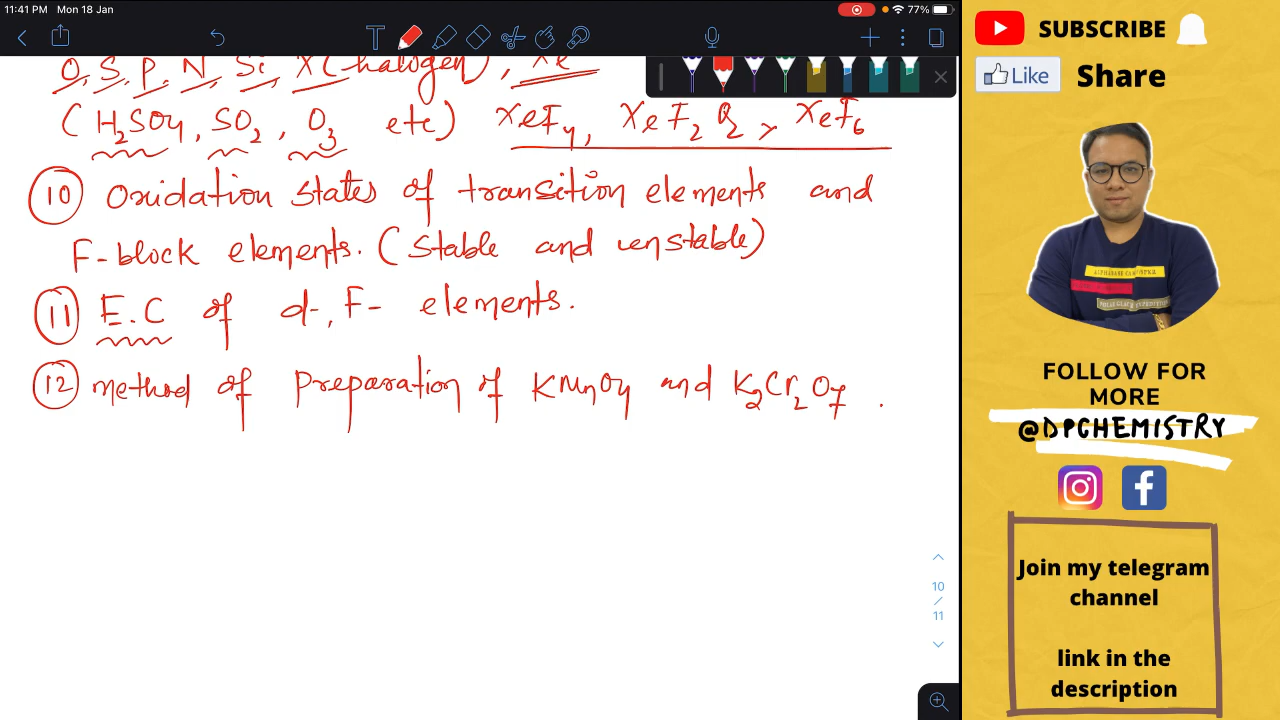 11:41 PM Mon 18 Jan
77%
O, S, P, N, Si, X (halogen), Xe
(H2SO4, SO2, O3 etc) XeF4, XeF2 , XeF6
10 Oxidation states of transition elements and
F-block elements. (stable and unstable)
11 E.C of d-, F- elements.
12 method of preparation of KMnO4 and K2Cr2O7 .
10
/
11
SUBSCRIBE
Like Share
FOLLOW FOR
MORE
@DPCHEMISTRY
Join my telegram
channel
link in the
description